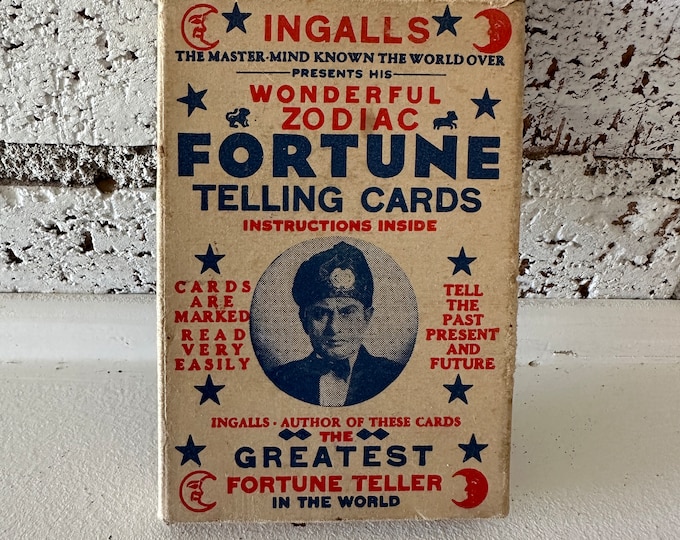 INGALLS
THE MASTER-MIND KNOWN THE WORLD OVER
PRESENTS HIS
WONDERFUL
ZODIAC
FORTUNE
TELLING CARDS
INSTRUCTIONS INSIDE
CARDS
ARE
MARKED
READ
VERY
EASILY
TELL
THE
PAST
PRESENT
AND
FUTURE
INGALLS - AUTHOR OF THESE CARDS
THE
GREATEST
FORTUNE TELLER
IN THE WORLD